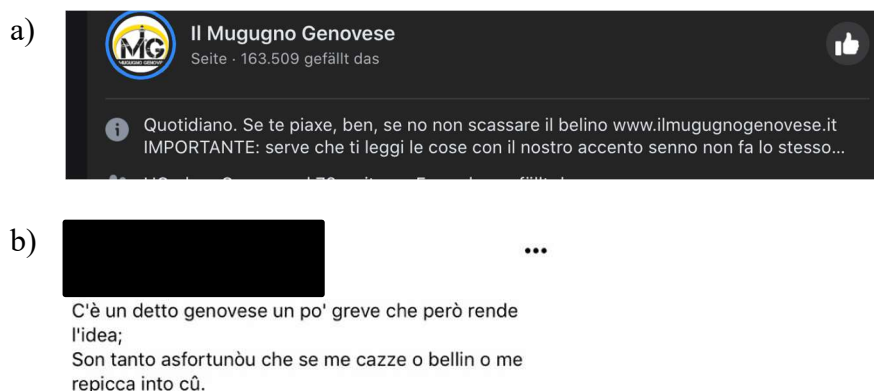 a)
MUG
MUGUGNO GENOVESE
Il Mugugno Genovese
Seite · 163.509 gefällt das
Quotidiano. Se te piaxe, ben, se no non scassare il belino www.ilmugugnogenovese.it
IMPORTANTE: serve che ti leggi le cose con il nostro accento senno non fa lo stesso...
b)
C'è un detto genovese un po' greve che però rende
l'idea;
Son tanto asfortunòu che se me cazze o bellin o me
repicca into cû.